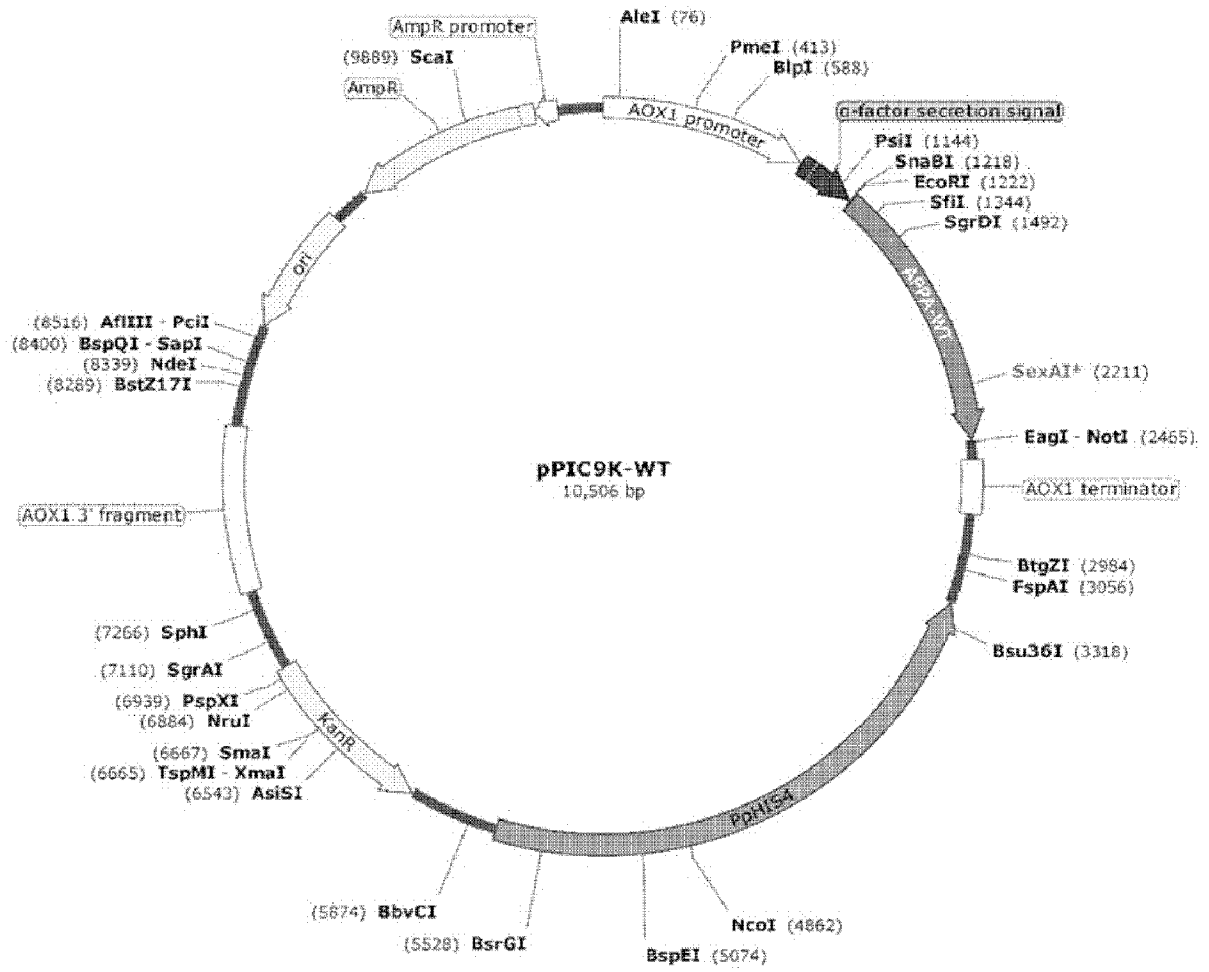 AleI (76)
AmpR promoter
PmeI (413)
(9889) ScaI
BlpI (588)
AmpR
AOX1 promoter
α-factor secretion signal
PsiI (1144)
SnaBI (1218)
EcoRI (1222)
SfiI (1344)
SgrDI (1492)
ori
APPA-WT
(8516) AflIII - PciI
(8400) BspQI - SapI
(8339) NdeI
(8289) BstZ17I
SexAI* (2211)
EagI - NotI (2465)
pPIC9K-WT
10,506 bp
AOX1 terminator
AOX1 3' fragment
BtgZI (2984)
FspAI (3056)
(7266) SphI
Bsu36I (3318)
(7110) SgrAI
(6939) PspXI
(6884) NruI
KanR
(6667) SmaI
(6665) TspMI - XmaI
(6543) AsiSI
PpHIS4
(5874) BbvCI
NcoI (4862)
(5528) BsrGI
BspEI (5074)